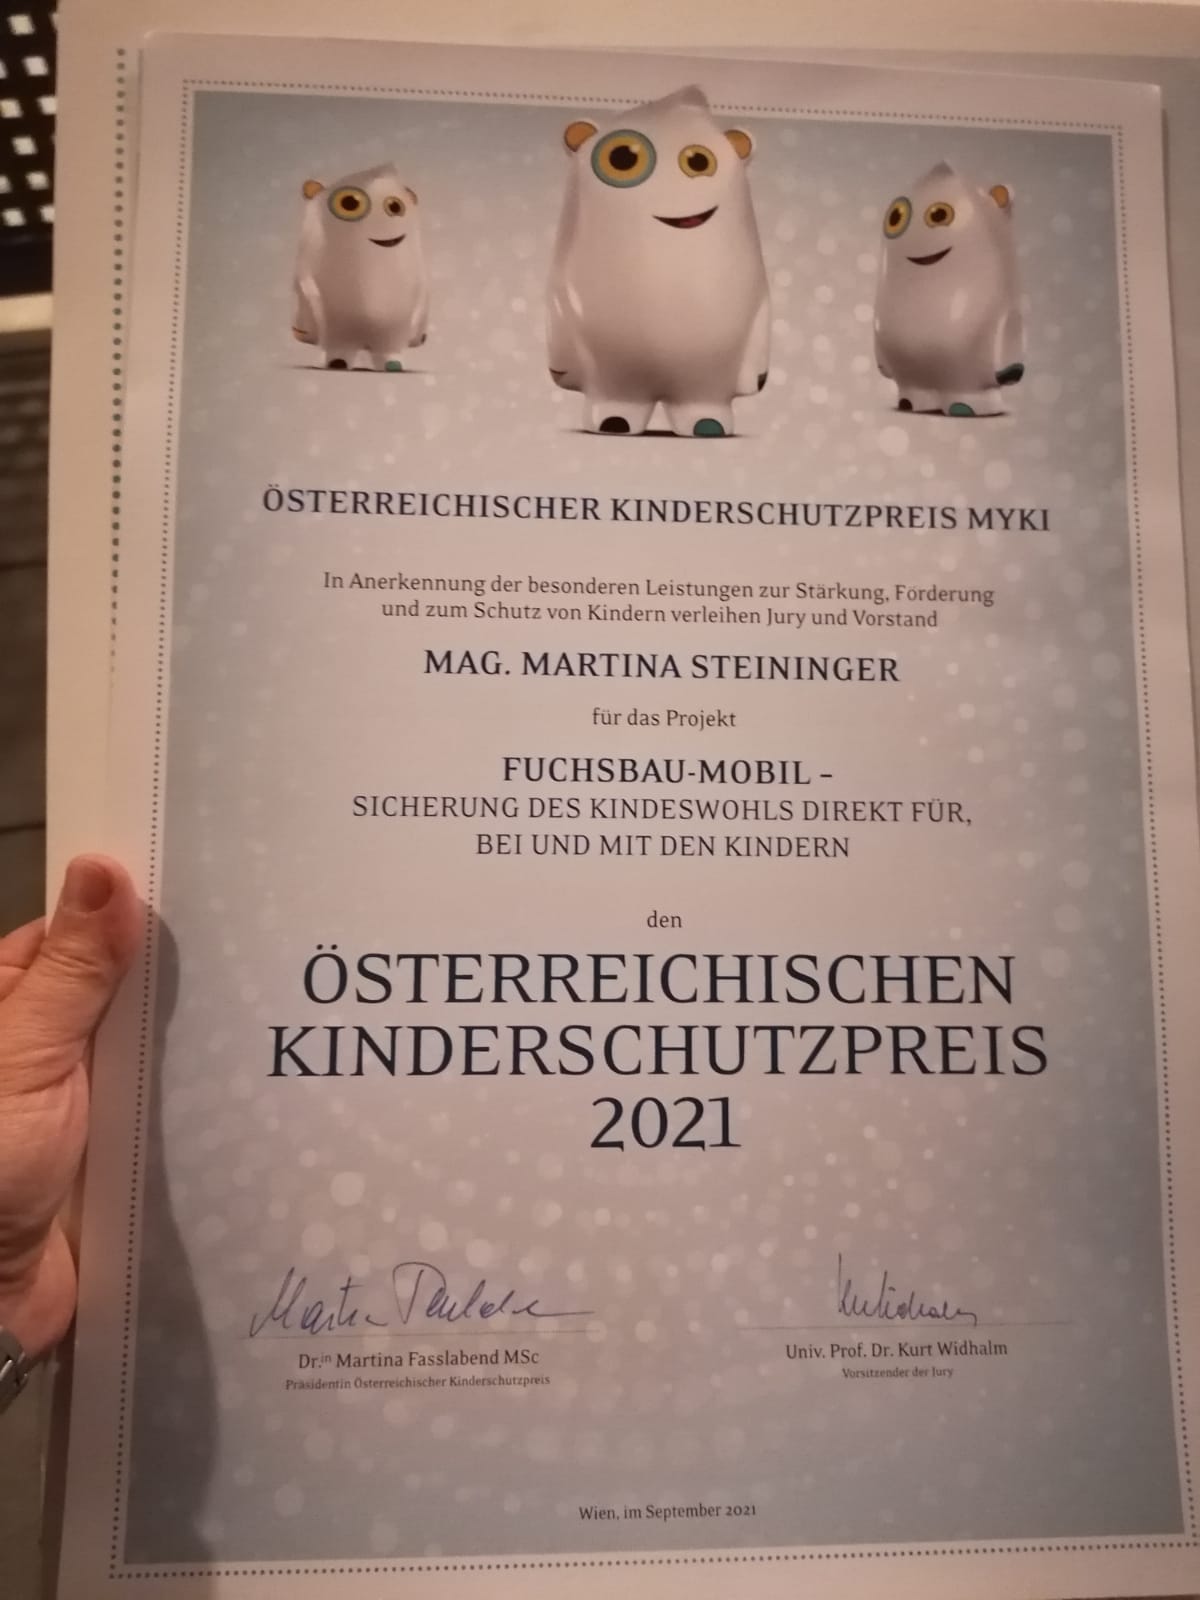 ÖSTERREICHISCHER KINDERSCHUTZPREIS MYKI
In Anerkennung der besonderen Leistungen zur Stärkung, Förderung
und zum Schutz von Kindern verleihen Jury und Vorstand
MAG. MARTINA STEININGER
für das Projekt
FUCHSBAU-MOBIL –
SICHERUNG DES KINDESWOHLS DIREKT FÜR,
BEI UND MIT DEN KINDERN
den
ÖSTERREICHISCHEN
KINDERSCHUTZPREIS
2021
Dr.in Martina Fasslabend MSc
Präsidentin Österreichischer Kinderschutzpreis
Univ. Prof. Dr. Kurt Widhalm
Vorsitzender der Jury
Wien, im September 2021